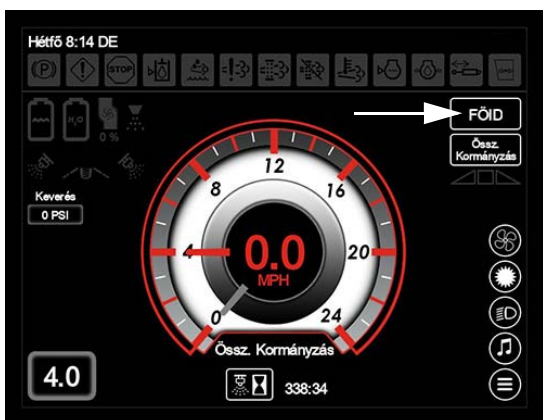 Hétfő 8:14 DE
(P)
STOP
H₂O
0 %
FÖID
Össz.
Kormányzás
Keverés
0 PSI
0
4
8
12
16
20
24
0.0
MPH
Össz. Kormányzás
4.0
338:34